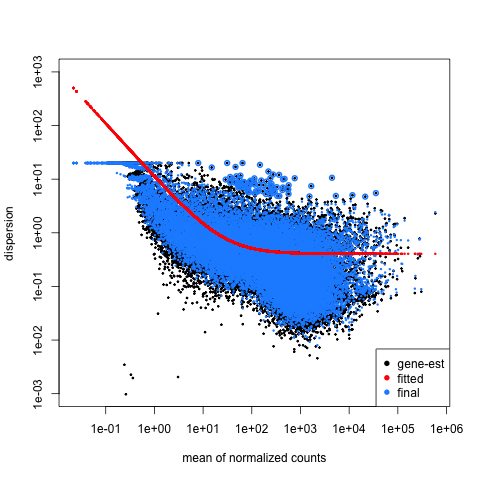 dispersion
1e+03
1e+02
1e+01
1e+00
1e-01
1e-02
1e-03
gene-est
fitted
final
1e-01 1e+00 1e+01 1e+02 1e+03 1e+04 1e+05 1e+06
mean of normalized counts